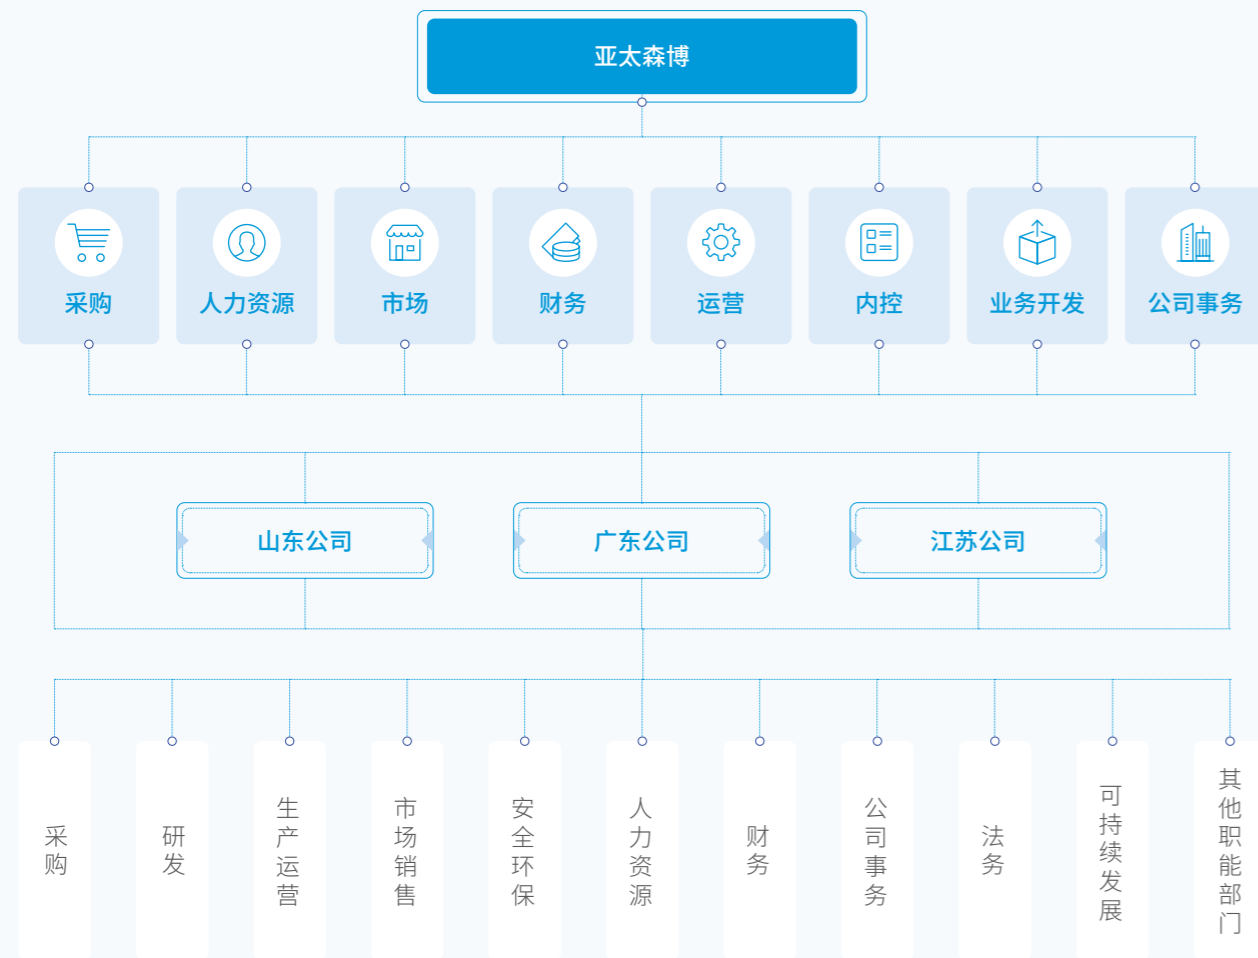 亚太森博
采购
人力资源
市场
财务
运营
内控
业务开发
公司事务
山东公司
广东公司
江苏公司
采购
研发
生产运营
市场销售
安全环保
人力资源
财务
公司事务
法务
可持续发展
其他职能部门